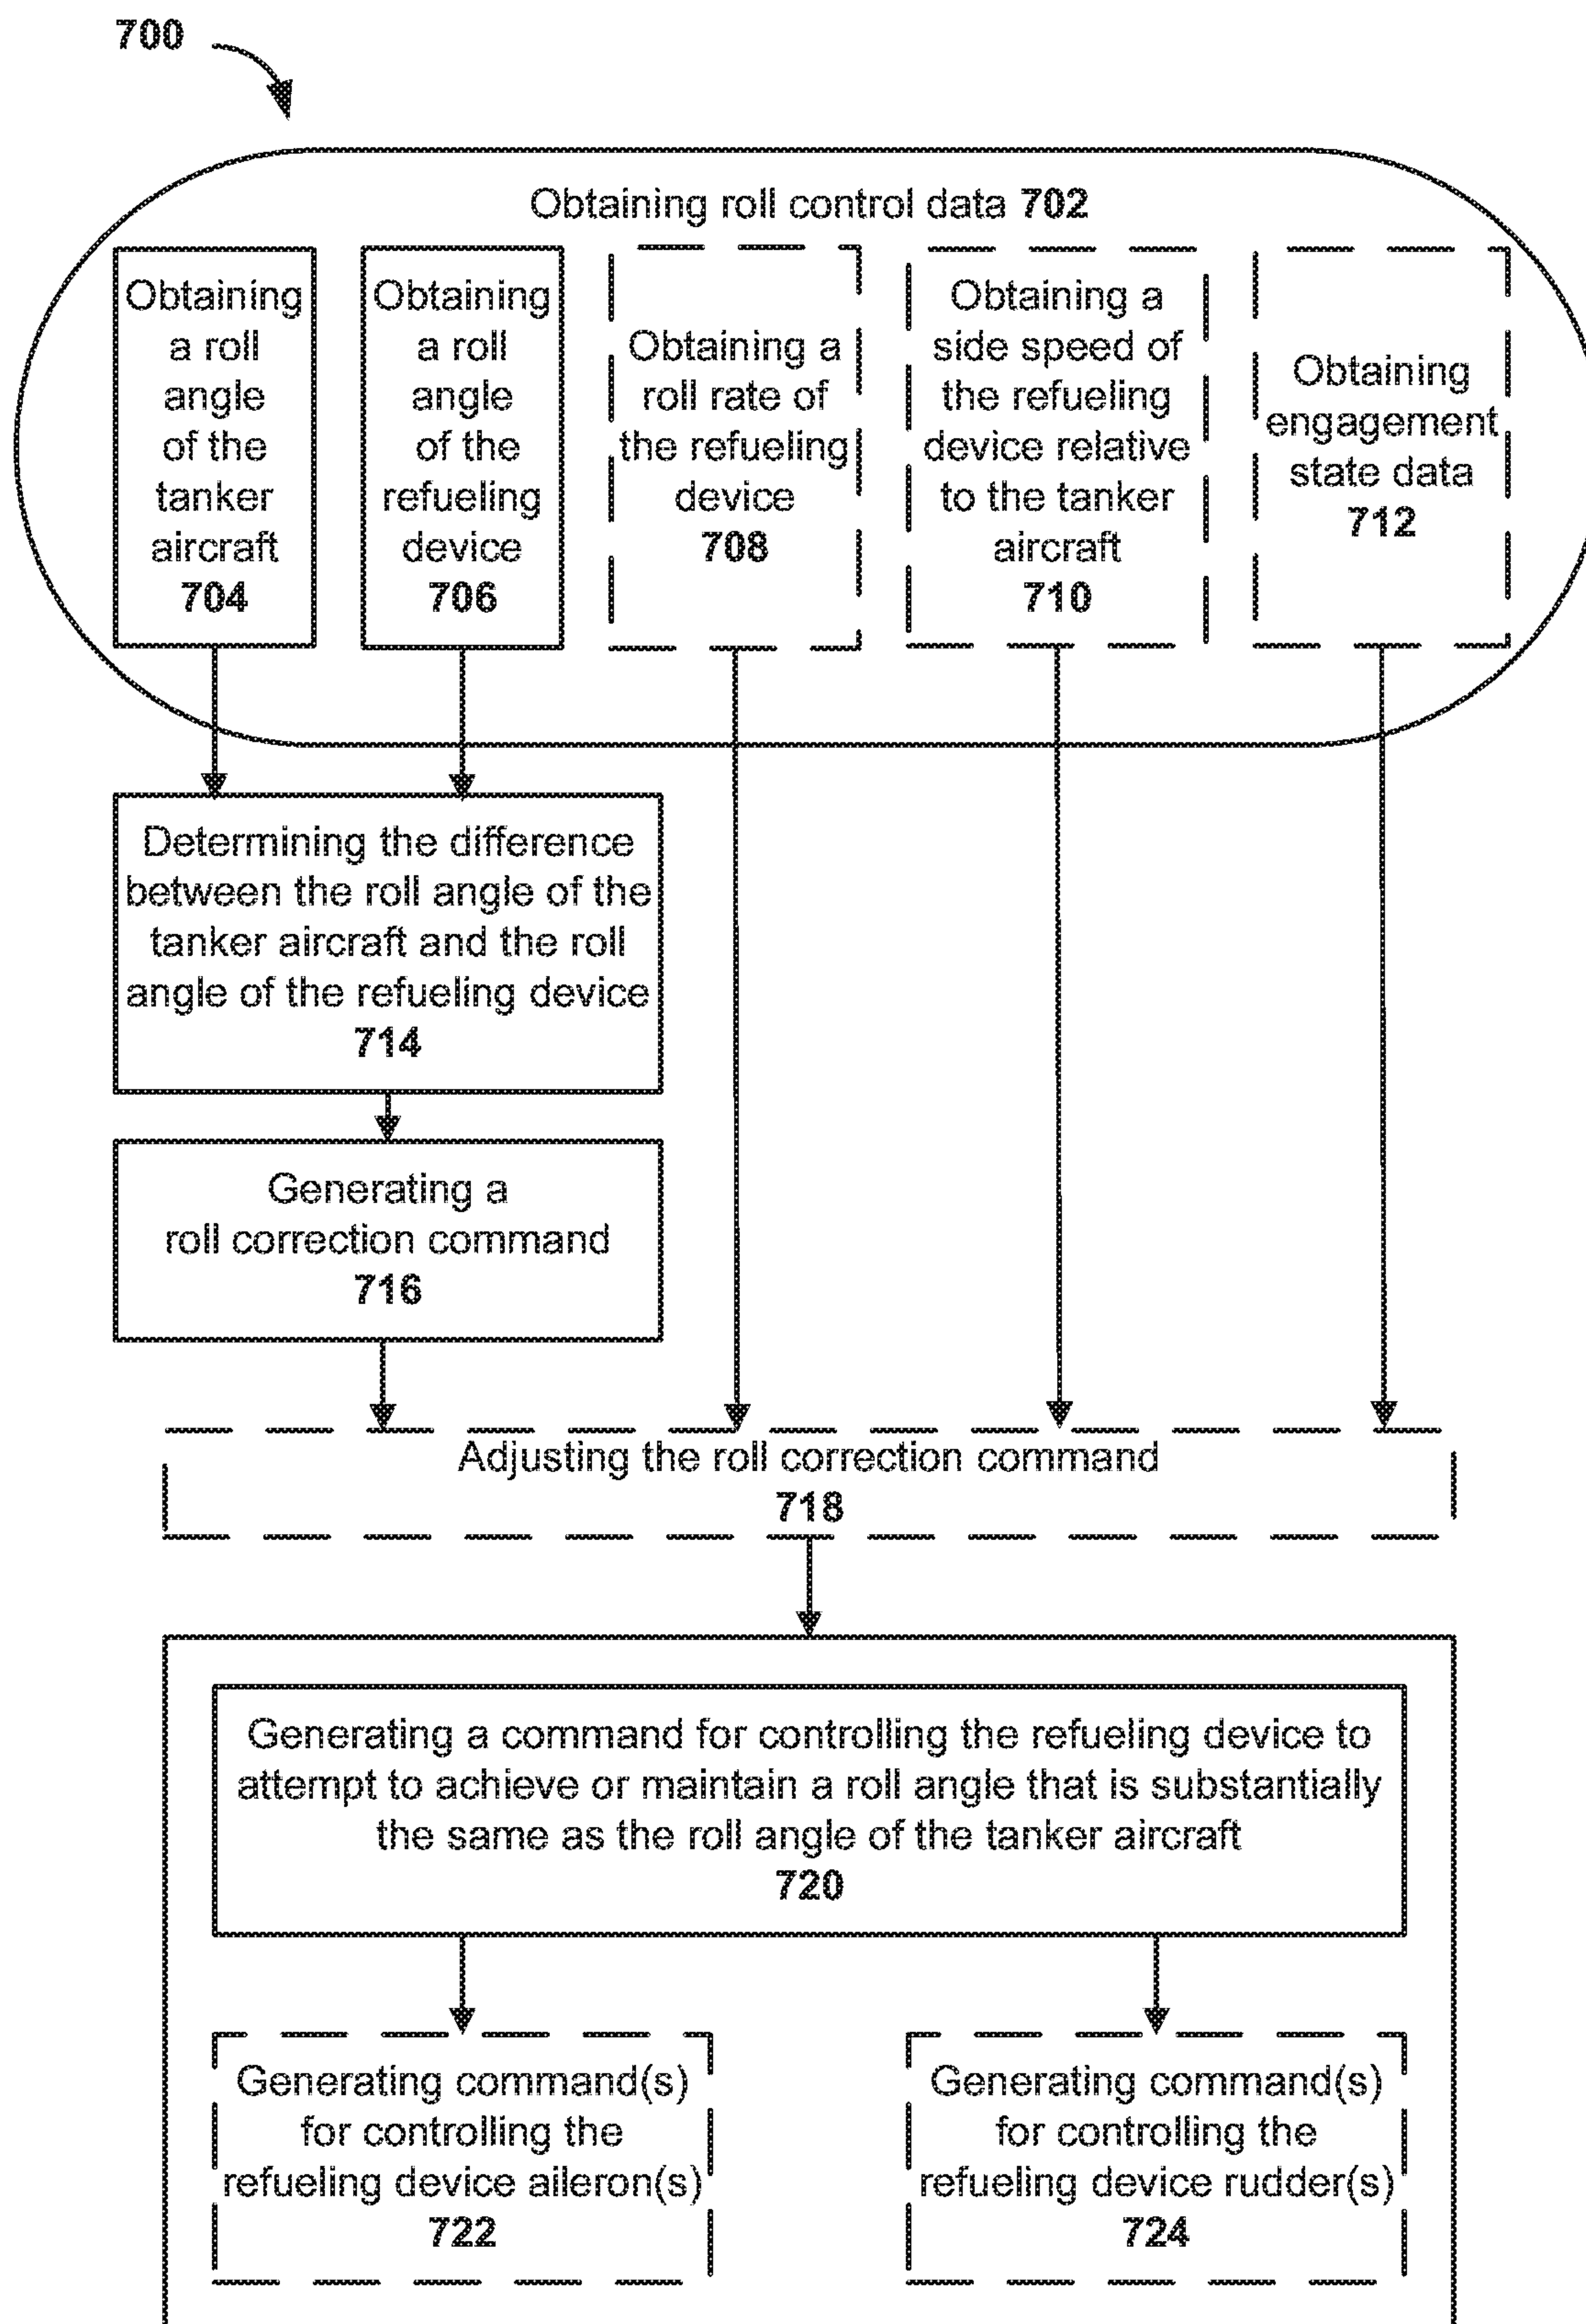 700
Obtaining roll control data 702
Obtaining
a roll
angle
of the
tanker
aircraft
704
Obtaining
a roll
angle
of the
refueling
device
706
Obtaining a
roll rate of
the refueling
device
708
Obtaining a
side speed of
the refueling
device relative
to the tanker
aircraft
710
Obtaining
engagement
state data
712
Determining the difference
between the roll angle of the
tanker aircraft and the roll
angle of the refueling device
714
Generating a
roll correction command
716
Adjusting the roll correction command
718
Generating a command for controlling the refueling device to
attempt to achieve or maintain a roll angle that is substantially
the same as the roll angle of the tanker aircraft
720
Generating command(s)
for controlling the
refueling device aileron(s)
722
Generating command(s)
for controlling the
refueling device rudder(s)
724